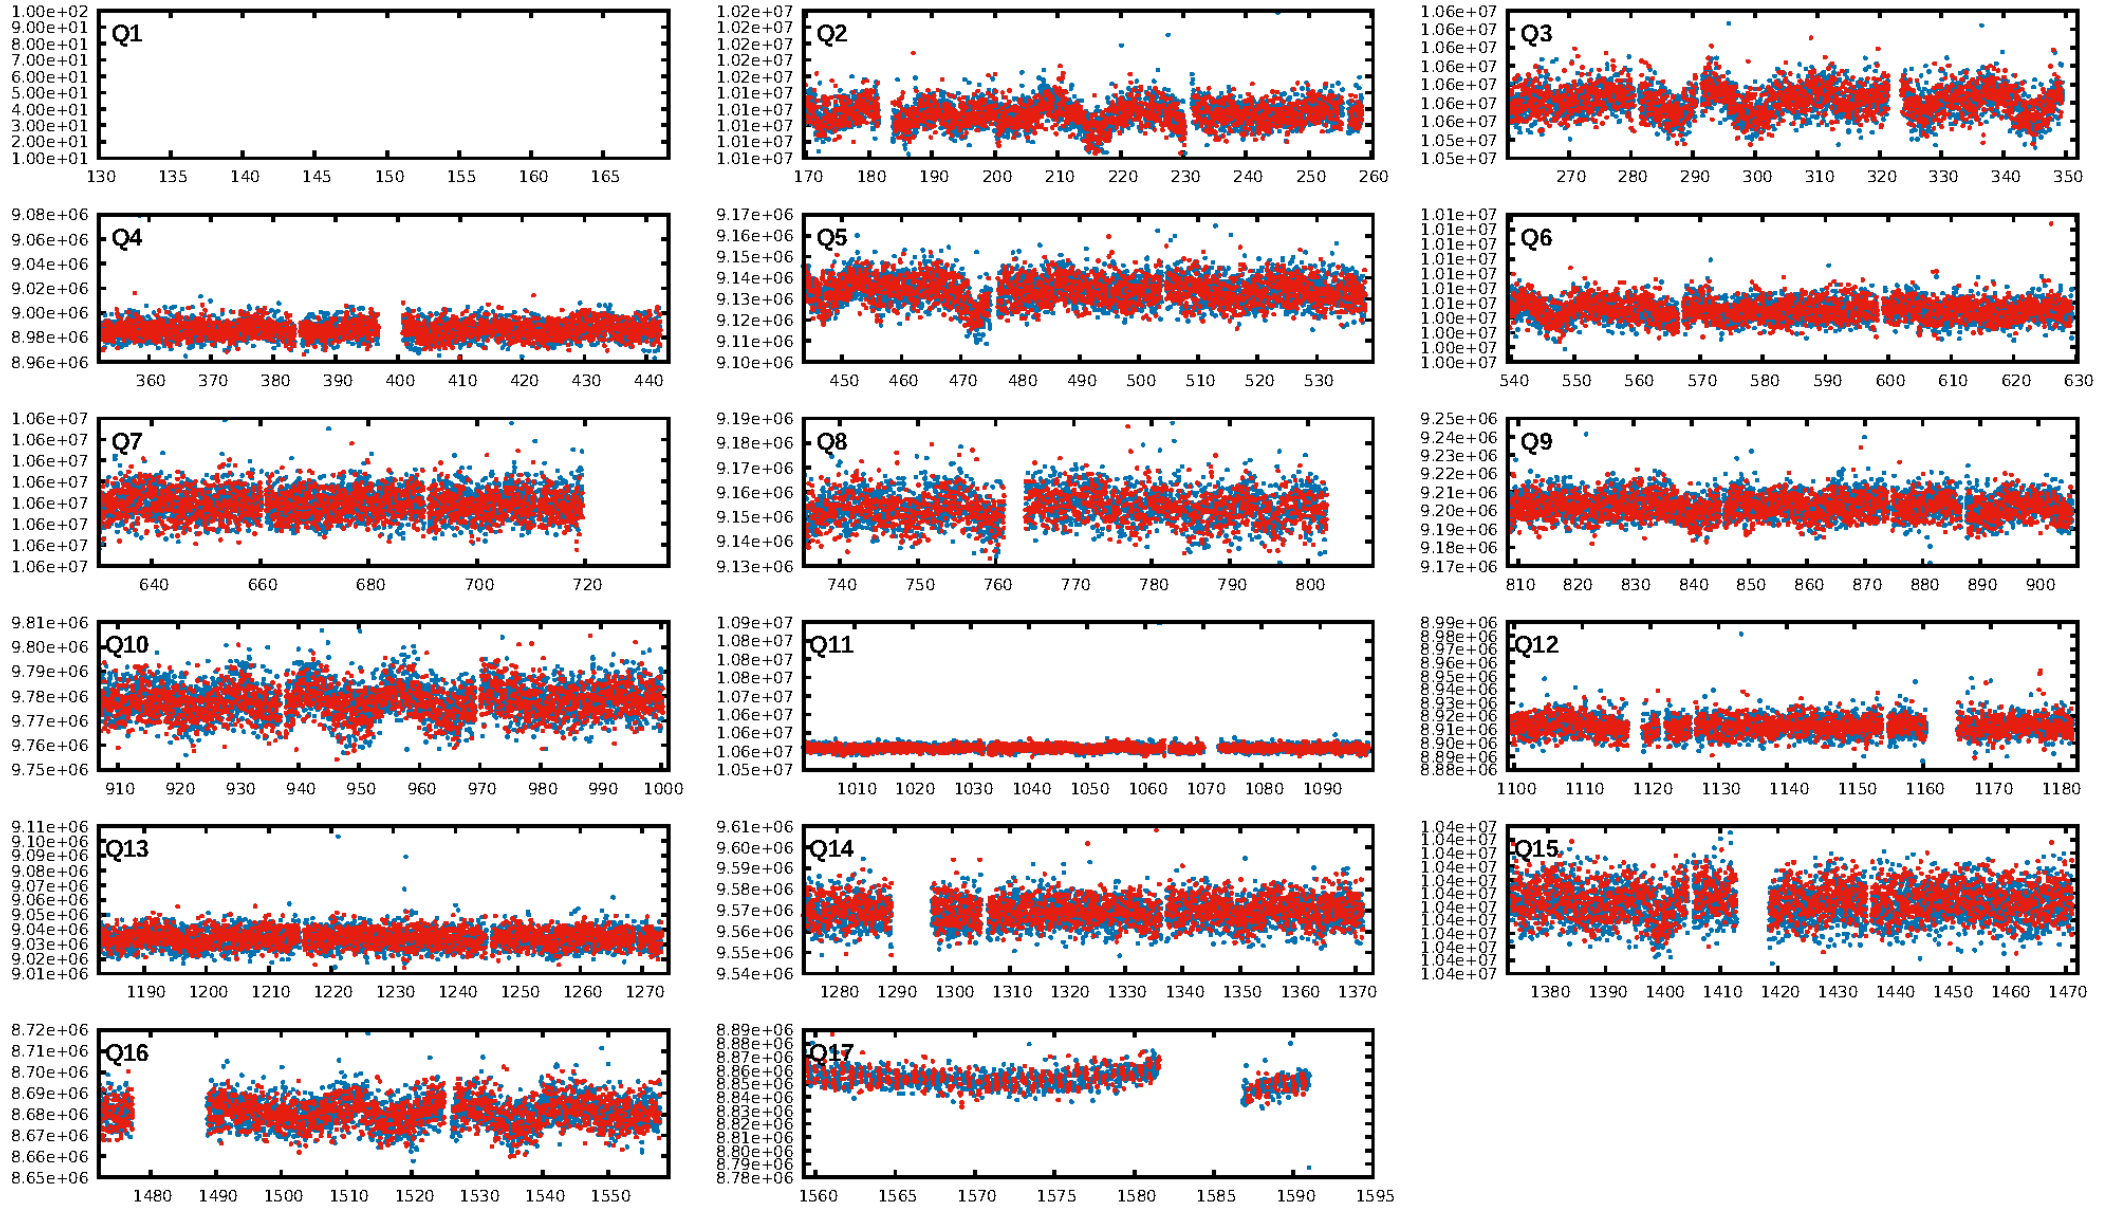 Q1
1.00e+02
9.00e+01
8.00e+01
7.00e+01
6.00e+01
5.00e+01
4.00e+01
3.00e+01
2.00e+01
1.00e+01
130 135 140 145 150 155 160 165
Q2
1.02e+07
1.02e+07
1.02e+07
1.02e+07
1.02e+07
1.01e+07
1.01e+07
1.01e+07
1.01e+07
1.01e+07
170 180 190 200 210 220 230 240 250 260
Q3
1.06e+07
1.06e+07
1.06e+07
1.06e+07
1.06e+07
1.06e+07
1.06e+07
1.05e+07
1.05e+07
270 280 290 300 310 320 330 340 350
Q4
9.08e+06
9.06e+06
9.04e+06
9.02e+06
9.00e+06
8.98e+06
8.96e+06
360 370 380 390 400 410 420 430 440
Q5
9.17e+06
9.16e+06
9.15e+06
9.14e+06
9.13e+06
9.12e+06
9.11e+06
9.10e+06
450 460 470 480 490 500 510 520 530
Q6
1.01e+07
1.01e+07
1.01e+07
1.01e+07
1.01e+07
1.01e+07
1.01e+07
1.00e+07
1.00e+07
1.00e+07
1.00e+07
540 550 560 570 580 590 600 610 620 630
Q7
1.06e+07
1.06e+07
1.06e+07
1.06e+07
1.06e+07
1.06e+07
1.06e+07
1.06e+07
640 660 680 700 720
Q8
9.19e+06
9.18e+06
9.17e+06
9.16e+06
9.15e+06
9.14e+06
9.13e+06
740 750 760 770 780 790 800
Q9
9.25e+06
9.24e+06
9.23e+06
9.22e+06
9.21e+06
9.20e+06
9.19e+06
9.18e+06
9.17e+06
810 820 830 840 850 860 870 880 890 900
Q10
9.81e+06
9.80e+06
9.79e+06
9.78e+06
9.77e+06
9.76e+06
9.75e+06
910 920 930 940 950 960 970 980 990 1000
Q11
1.09e+07
1.08e+07
1.08e+07
1.08e+07
1.07e+07
1.06e+07
1.06e+07
1.06e+07
1.05e+07
1010 1020 1030 1040 1050 1060 1070 1080 1090
Q12
8.99e+06
8.98e+06
8.96e+06
8.95e+06
8.94e+06
8.93e+06
8.92e+06
8.91e+06
8.90e+06
8.89e+06
8.88e+06
1100 1110 1120 1130 1140 1150 1160 1170 1180
Q13
9.11e+06
9.10e+06
9.09e+06
9.08e+06
9.07e+06
9.06e+06
9.05e+06
9.04e+06
9.03e+06
9.02e+06
9.01e+06
1190 1200 1210 1220 1230 1240 1250 1260 1270
Q14
9.61e+06
9.60e+06
9.59e+06
9.58e+06
9.57e+06
9.56e+06
9.55e+06
9.54e+06
1280 1290 1300 1310 1320 1330 1340 1350 1360 1370
Q15
1.04e+07
1.04e+07
1.04e+07
1.04e+07
1.04e+07
1.04e+07
1.04e+07
1.04e+07
1.04e+07
1.04e+07
1.04e+07
1.04e+07
1380 1390 1400 1410 1420 1430 1440 1450 1460 1470
Q16
8.72e+06
8.71e+06
8.70e+06
8.69e+06
8.68e+06
8.67e+06
8.66e+06
8.65e+06
1480 1490 1500 1510 1520 1530 1540 1550
Q17
8.89e+06
8.88e+06
8.87e+06
8.86e+06
8.85e+06
8.84e+06
8.83e+06
8.82e+06
8.81e+06
8.80e+06
8.79e+06
8.78e+06
1560 1565 1570 1575 1580 1585 1590 1595